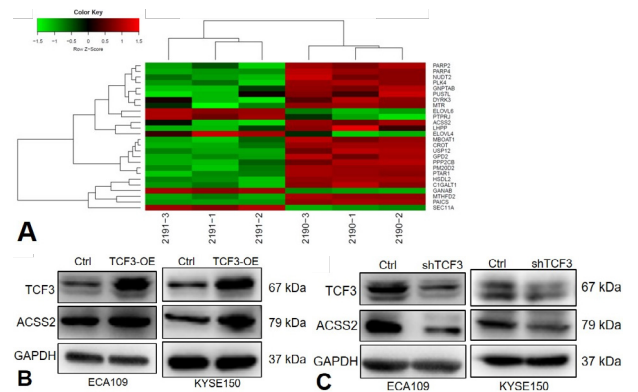 Color Key
−1.5 −0.5 0 0.5 1 1.5
Row Z−Score
PARP2
PARP4
NUDT2
PLK4
GNPTAB
PUS7L
DYRK3
MTR
ELOVL6
PTPRJ
ACSS2
LHPP
ELOVL4
MBOAT1
CROT
USP12
GPD2
PPP2CB
PM20D2
PTAR1
HSDL2
C1GALT1
GANAB
MTHFD2
PAICS
SEC11A
2191−3 2191−1 2191−2 2190−3 2190−1 2190−2
A
Ctrl TCF3-OE Ctrl TCF3-OE
TCF3 67 kDa
ACSS2 79 kDa
GAPDH 37 kDa
ECA109 KYSE150
B
Ctrl shTCF3 Ctrl shTCF3
TCF3 67 kDa
ACSS2 79 kDa
GAPDH 37 kDa
ECA109 KYSE150
C